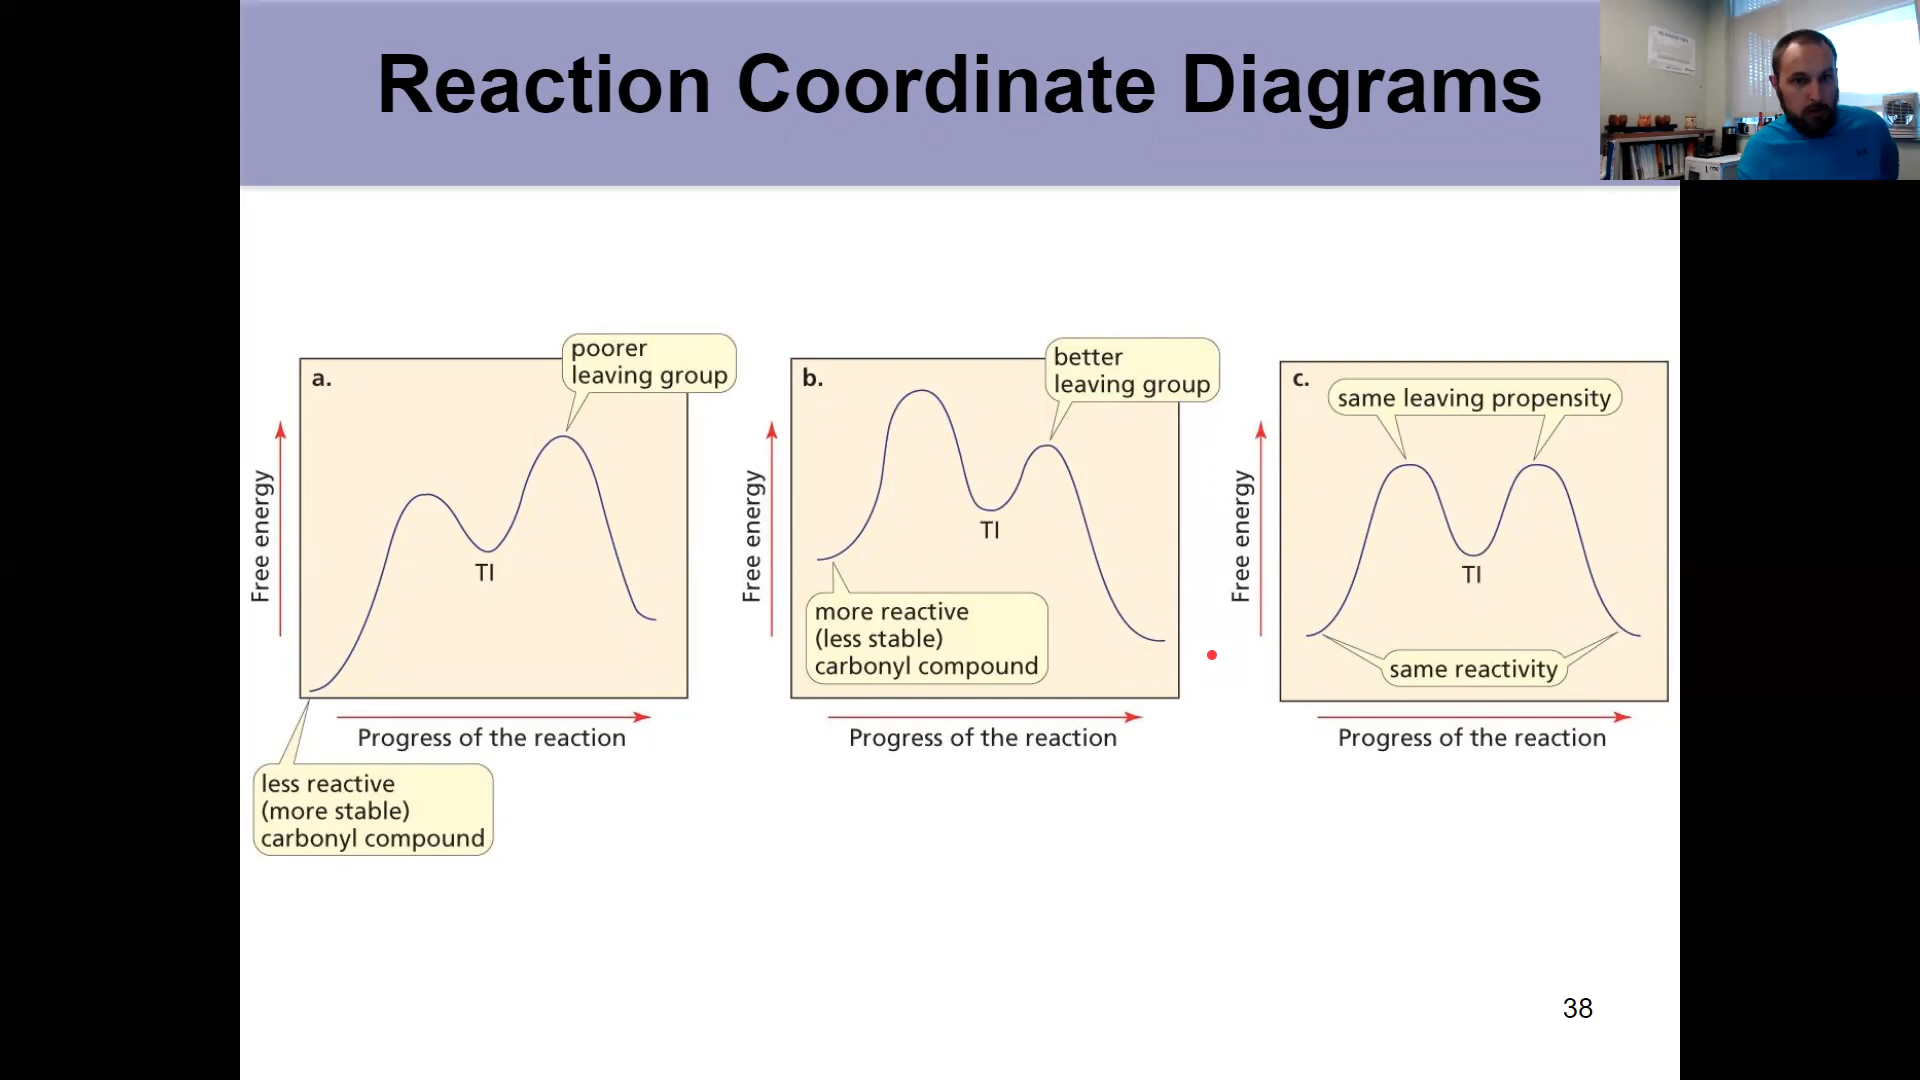 Reaction Coordinate Diagrams
a.
poorer
leaving group
Free energy
TI
Progress of the reaction
less reactive
(more stable)
carbonyl compound
b.
better
leaving group
Free energy
TI
more reactive
(less stable)
carbonyl compound
Progress of the reaction
c.
same leaving propensity
Free energy
TI
same reactivity
Progress of the reaction
38